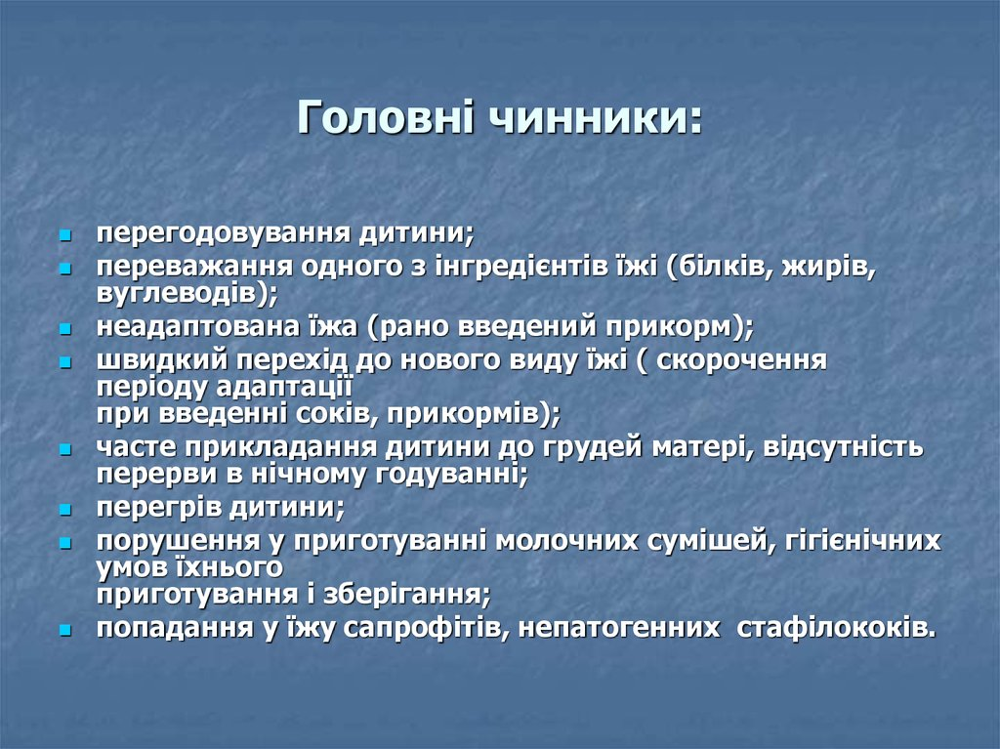 Головні чинники:
перегодовування дитини;
переважання одного з інгредієнтів їжі (білків, жирів,
вуглеводів);
неадаптована їжа (рано введений прикорм);
швидкий перехід до нового виду їжі ( скорочення
періоду адаптації
при введенні соків, прикормів);
часте прикладання дитини до грудей матері, відсутність
перерви в нічному годуванні;
перегрів дитини;
порушення у приготуванні молочних сумішей, гігієнічних
умов їхнього
приготування і зберігання;
попадання у їжу сапрофітів, непатогенних  стафілококів.